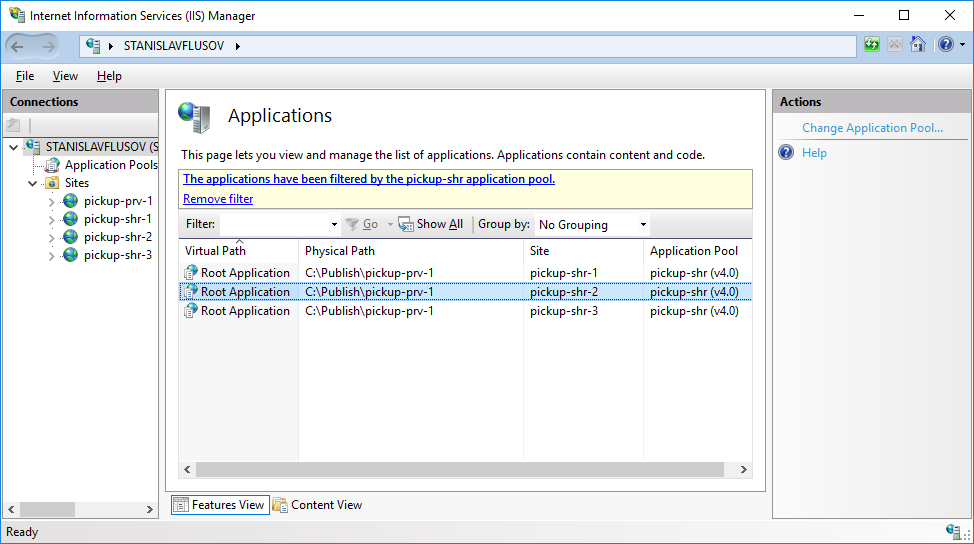 Internet Information Services (IIS) Manager
STANISLAVFLUSOV
File View Help
Connections
STANISLAVFLUSOV (S
Application Pools
Sites
pickup-prv-1
pickup-shr-1
pickup-shr-2
pickup-shr-3
Applications
This page lets you view and manage the list of applications. Applications contain content and code.
The applications have been filtered by the pickup-shr application pool.
Remove filter
Filter: Go Show All Group by: No Grouping
Virtual Path Physical Path Site Application Pool
Root Application C:\Publish\pickup-prv-1 pickup-shr-1 pickup-shr (v4.0)
Root Application C:\Publish\pickup-prv-1 pickup-shr-2 pickup-shr (v4.0)
Root Application C:\Publish\pickup-prv-1 pickup-shr-3 pickup-shr (v4.0)
Features View Content View
Actions
Change Application Pool...
Help
Ready